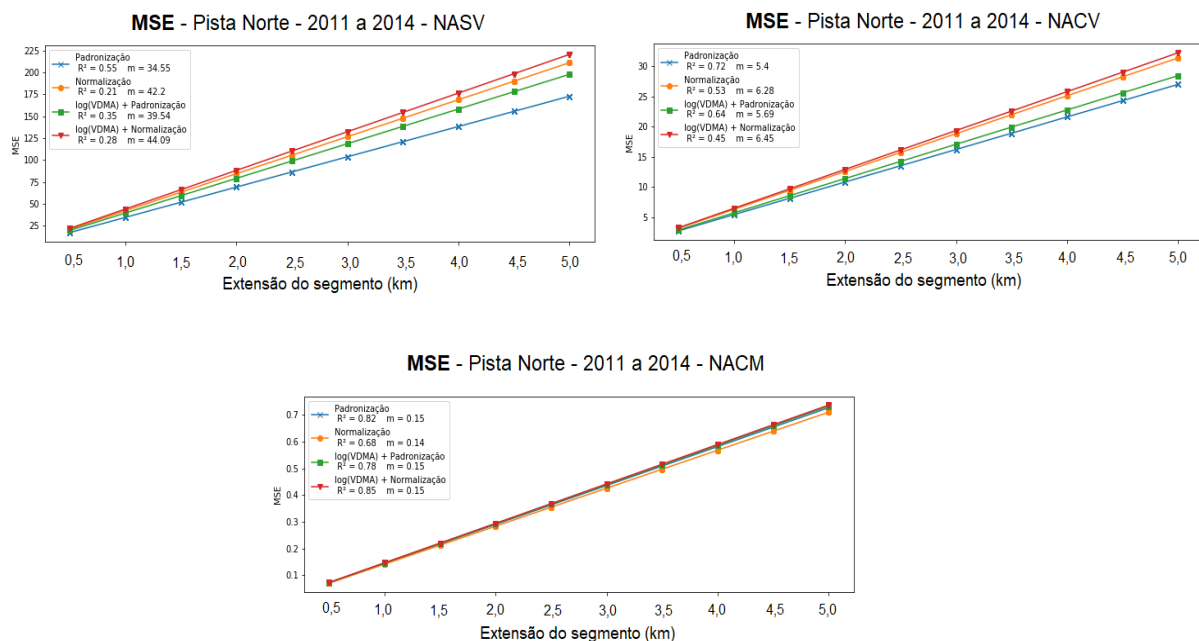 MSE - Pista Norte - 2011 a 2014 - NASV
Padronização
R² = 0.55 m = 34.55
Normalização
R² = 0.21 m = 42.2
log(VDMA) + Padronização
R² = 0.35 m = 39.54
log(VDMA) + Normalização
R² = 0.28 m = 44.09
225
200
175
150
125
100
75
50
25
MSE
0,5 1,0 1,5 2,0 2,5 3,0 3,5 4,0 4,5 5,0
Extensão do segmento (km)
MSE - Pista Norte - 2011 a 2014 - NACV
Padronização
R² = 0.72 m = 5.4
Normalização
R² = 0.53 m = 6.28
log(VDMA) + Padronização
R² = 0.64 m = 5.69
log(VDMA) + Normalização
R² = 0.45 m = 6.45
30
25
20
15
10
5
MSE
0,5 1,0 1,5 2,0 2,5 3,0 3,5 4,0 4,5 5,0
Extensão do segmento (km)
MSE - Pista Norte - 2011 a 2014 - NACM
Padronização
R² = 0.82 m = 0.15
Normalização
R² = 0.68 m = 0.14
log(VDMA) + Padronização
R² = 0.78 m = 0.15
log(VDMA) + Normalização
R² = 0.85 m = 0.15
0.7
0.6
0.5
0.4
0.3
0.2
0.1
MSE
0,5 1,0 1,5 2,0 2,5 3,0 3,5 4,0 4,5 5,0
Extensão do segmento (km)